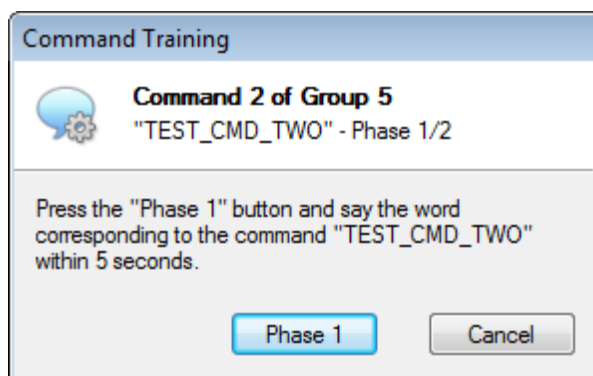 Command Training
Command 2 of Group 5
"TEST_CMD_TWO" - Phase 1/2
Press the "Phase 1" button and say the word
corresponding to the command "TEST_CMD_TWO"
within 5 seconds.
Phase 1
Cancel